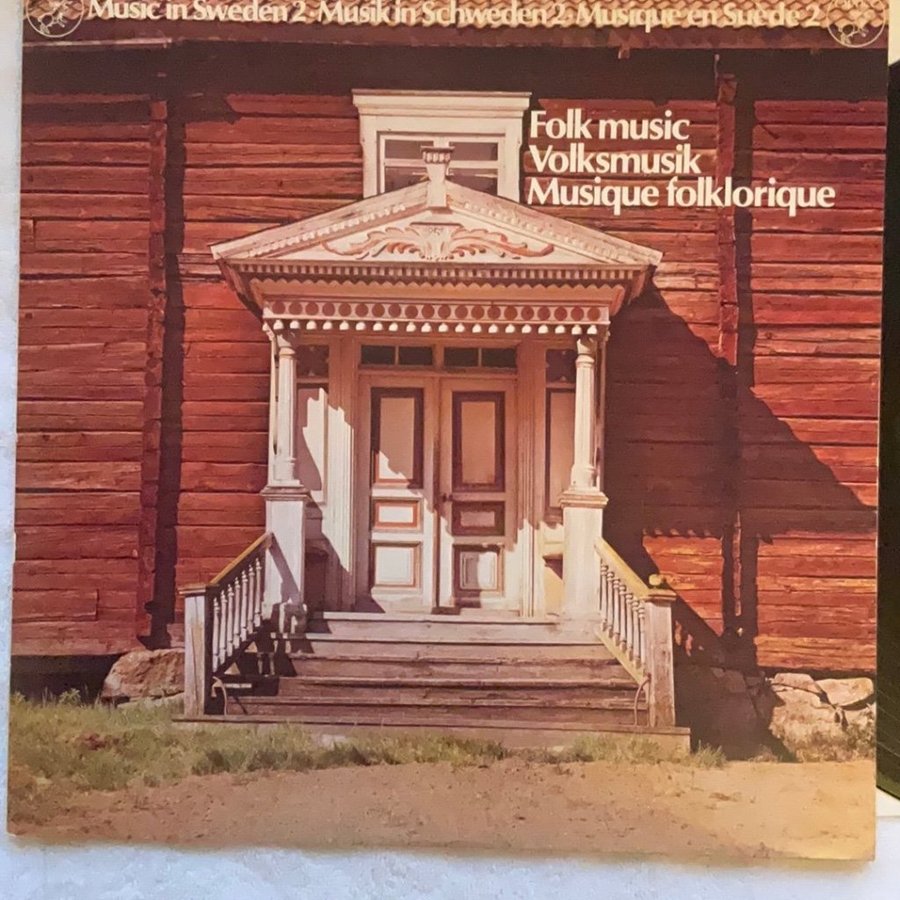 Music in Sweden 2·Musik in Schweden 2·Musique en Suède 2
Folk music
Volksmusik
Musique folklorique